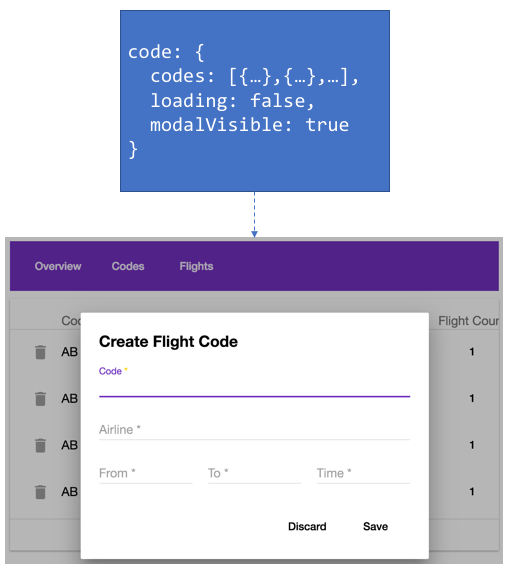 code: {
codes: [{…},{…},…],
loading: false,
modalVisible: true
}
Overview Codes Flights
Flight Cour
Create Flight Code
Code *
AB 1
AB 1
Airline *
AB 1
From * To * Time *
AB 1
Discard Save